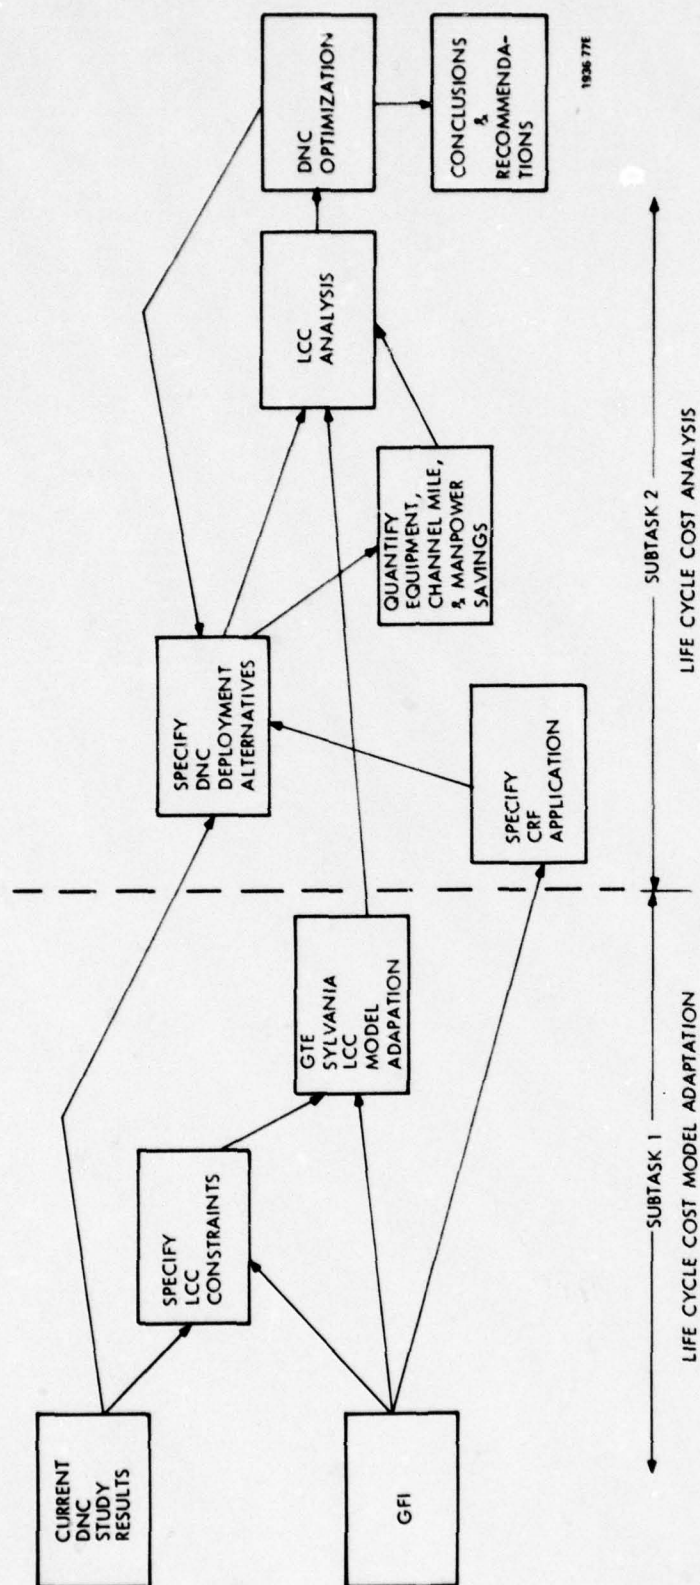 CURRENT
DNC
STUDY
RESULTS
GFI
SPECIFY
LCC
CONSTRAINTS
GTE
SYLVANIA
LCC
MODEL
ADAPATION
SPECIFY
DNC
DEPLOYMENT
ALTERNATIVES
SPECIFY
CRF
APPLICATION
QUANTIFY
EQUIPMENT,
CHANNEL MILE,
& MANPOWER
SAVINGS
LCC
ANALYSIS
DNC
OPTIMIZATION
CONCLUSIONS
&
RECOMMENDA-
TIONS
1936 77E
SUBTASK 1
LIFE CYCLE COST MODEL ADAPTATION
SUBTASK 2
LIFE CYCLE COST ANALYSIS